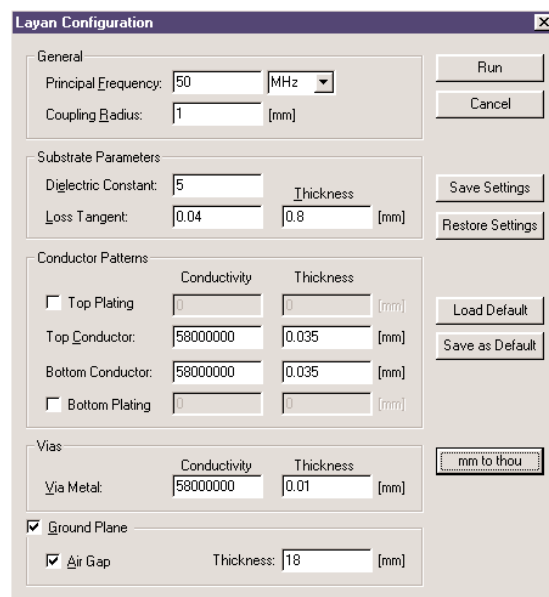 Layan Configuration
General
Principal Frequency: 50 MHz
Coupling Radius: 1 [mm]
Run
Cancel
Substrate Parameters
Dielectric Constant: 5
Thickness
Loss Tangent: 0.04 0.8 [mm]
Save Settings
Restore Settings
Conductor Patterns
Conductivity Thickness
Top Plating 0 0 [mm]
Top Conductor: 58000000 0.035 [mm]
Bottom Conductor: 58000000 0.035 [mm]
Bottom Plating 0 0 [mm]
Load Default
Save as Default
Vias
Conductivity Thickness
Via Metal: 58000000 0.01 [mm]
mm to thou
Ground Plane
Air Gap Thickness: 18 [mm]